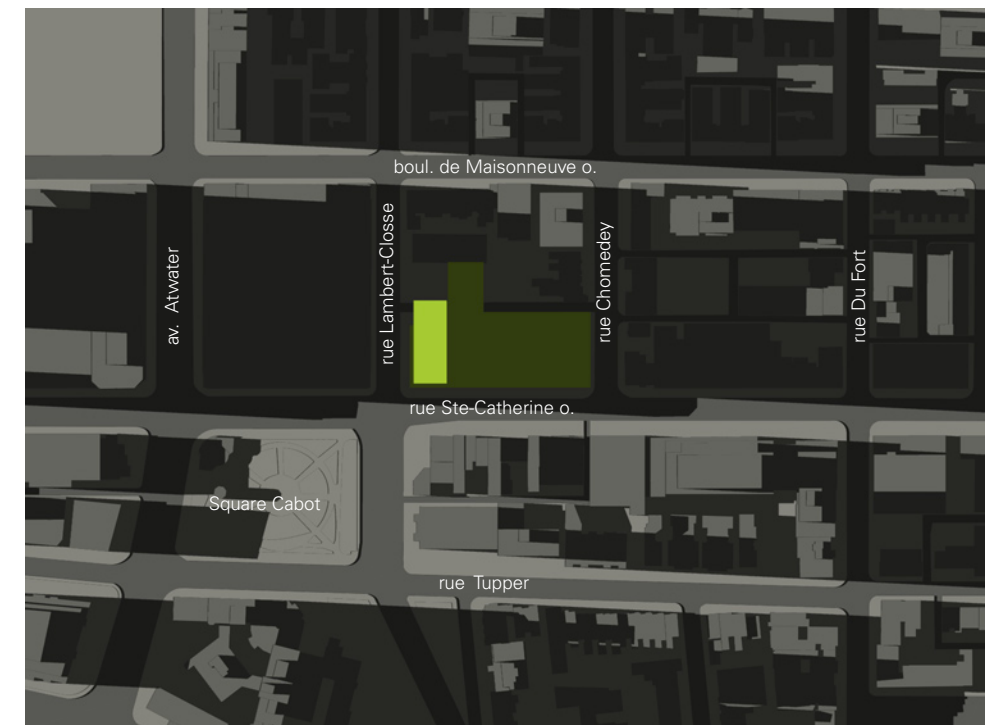 boul. de Maisonneuve o.
av. Atwater
rue Lambert-Closse
rue Chomedey
rue Du Fort
rue Ste-Catherine o.
Square Cabot
rue Tupper